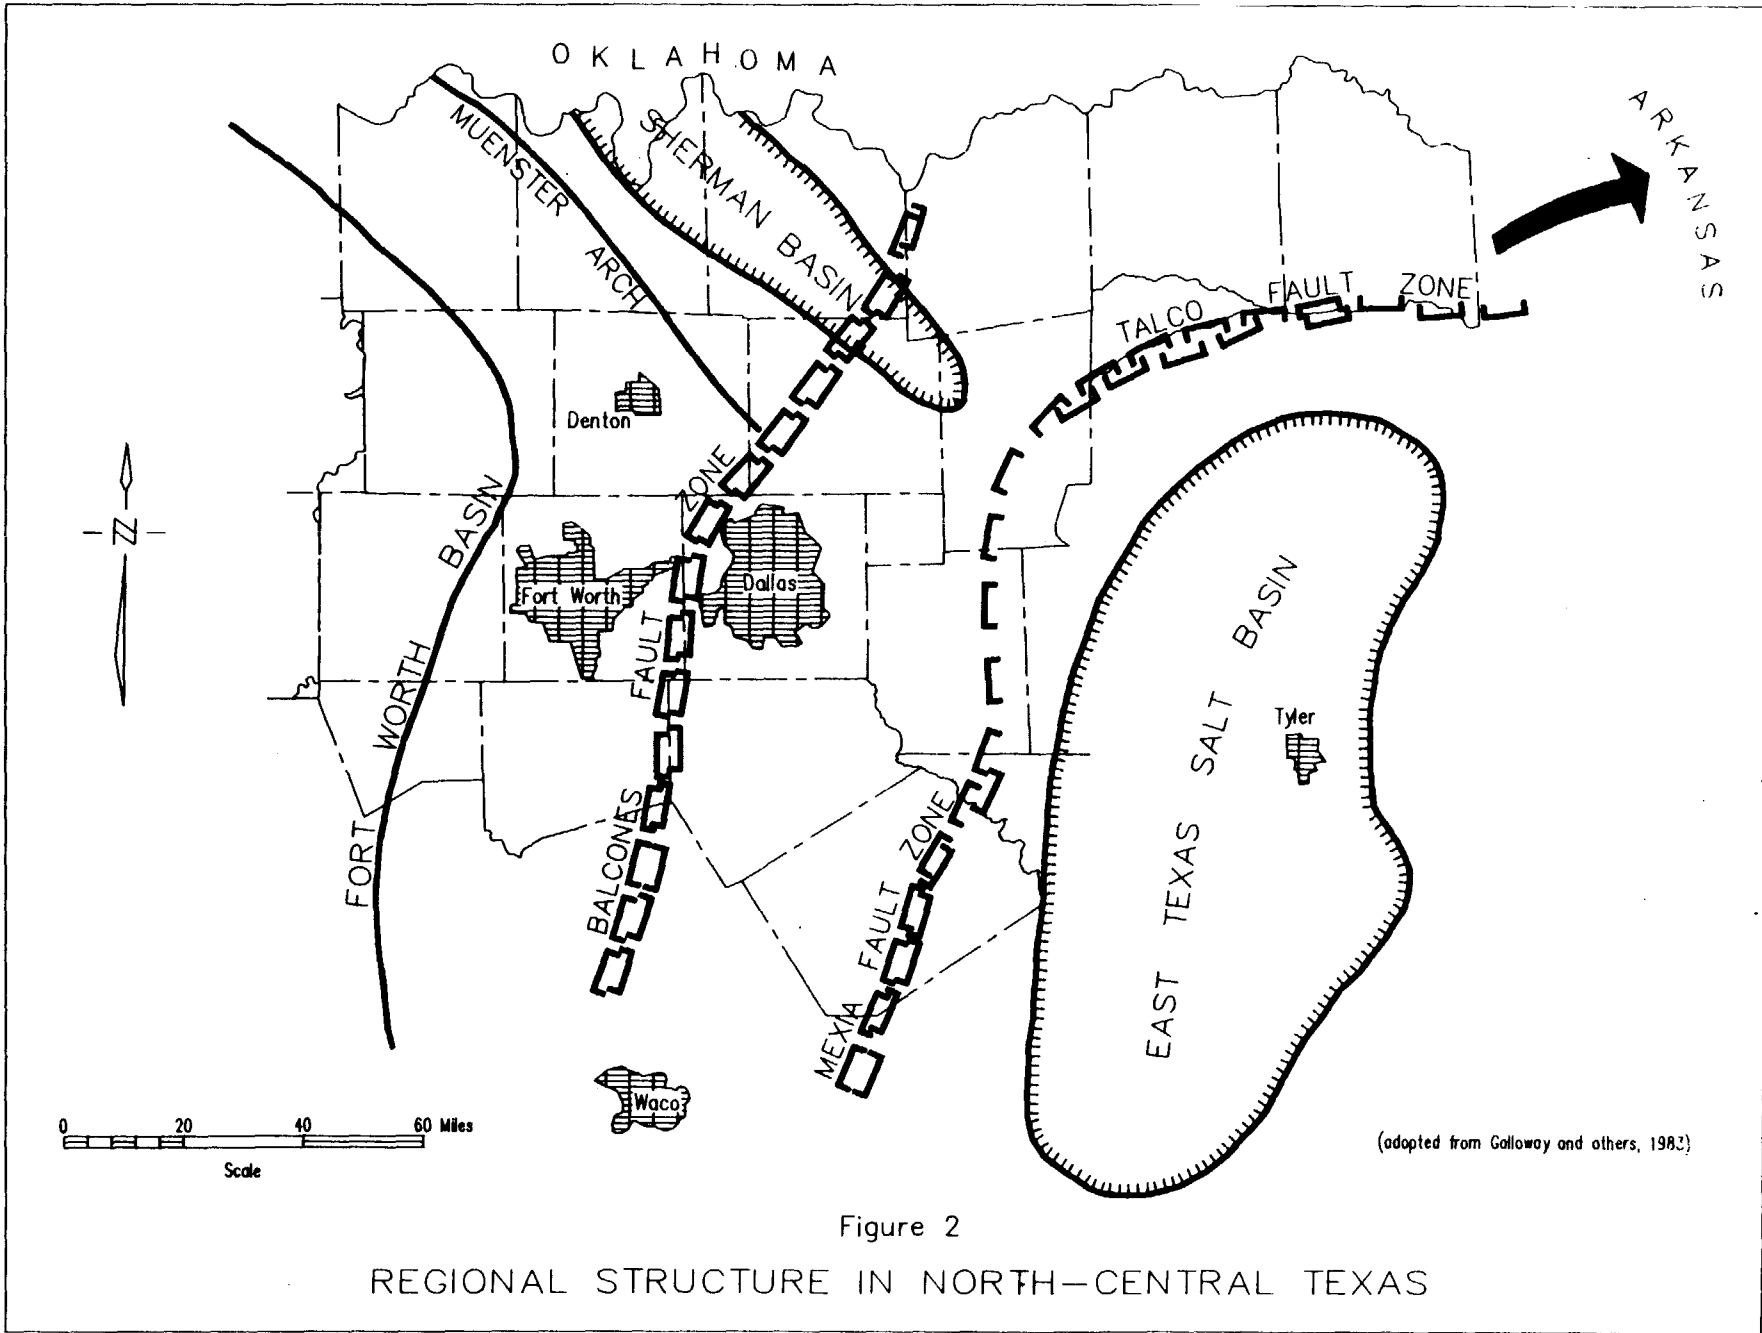 OKLAHOMA
ARKANSAS
MUENSTER ARCH
SHERMAN BASIN
TALCO FAULT ZONE
Denton
FORT WORTH BASIN
BALCONES FAULT ZONE
Fort Worth
Dallas
N
MEXIA FAULT ZONE
EAST TEXAS SALT BASIN
Tyler
Waco
0 20 40 60 Miles
Scale
(adopted from Galloway and others, 1983)
Figure 2
REGIONAL STRUCTURE IN NORTH-CENTRAL TEXAS